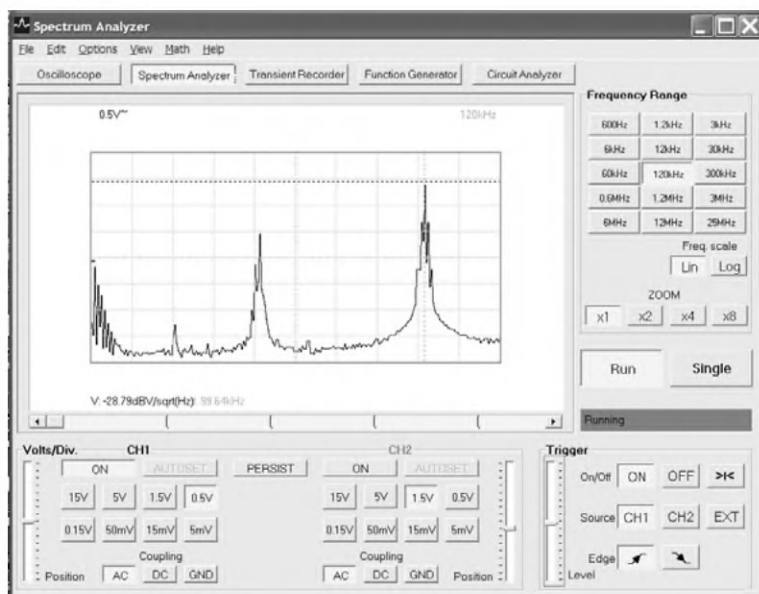 Spectrum Analyzer
File Edit Options View Math Help
Oscilloscope Spectrum Analyzer Transient Recorder Function Generator Circuit Analyzer
0.5V~ 120kHz
V: -28.79dBV/sqrt(Hz): 99.64kHz
Frequency Range
600Hz 1.2kHz 3kHz
6kHz 12kHz 30kHz
60kHz 120kHz 300kHz
0.6MHz 1.2MHz 3MHz
6MHz 12MHz 25MHz
Freq. scale
Lin Log
ZOOM
x1 x2 x4 x8
Run Single
Running
Volts/Div. CH1 CH2
ON AUTOSET PERSIST ON AUTOSET
15V 5V 1.5V 0.5V 15V 5V 1.5V 0.5V
0.15V 50mV 15mV 5mV 0.15V 50mV 15mV 5mV
Coupling Coupling
Position AC DC GND AC DC GND Position
Trigger
On/Off ON OFF >I<
Source CH1 CH2 EXT
Edge
Level